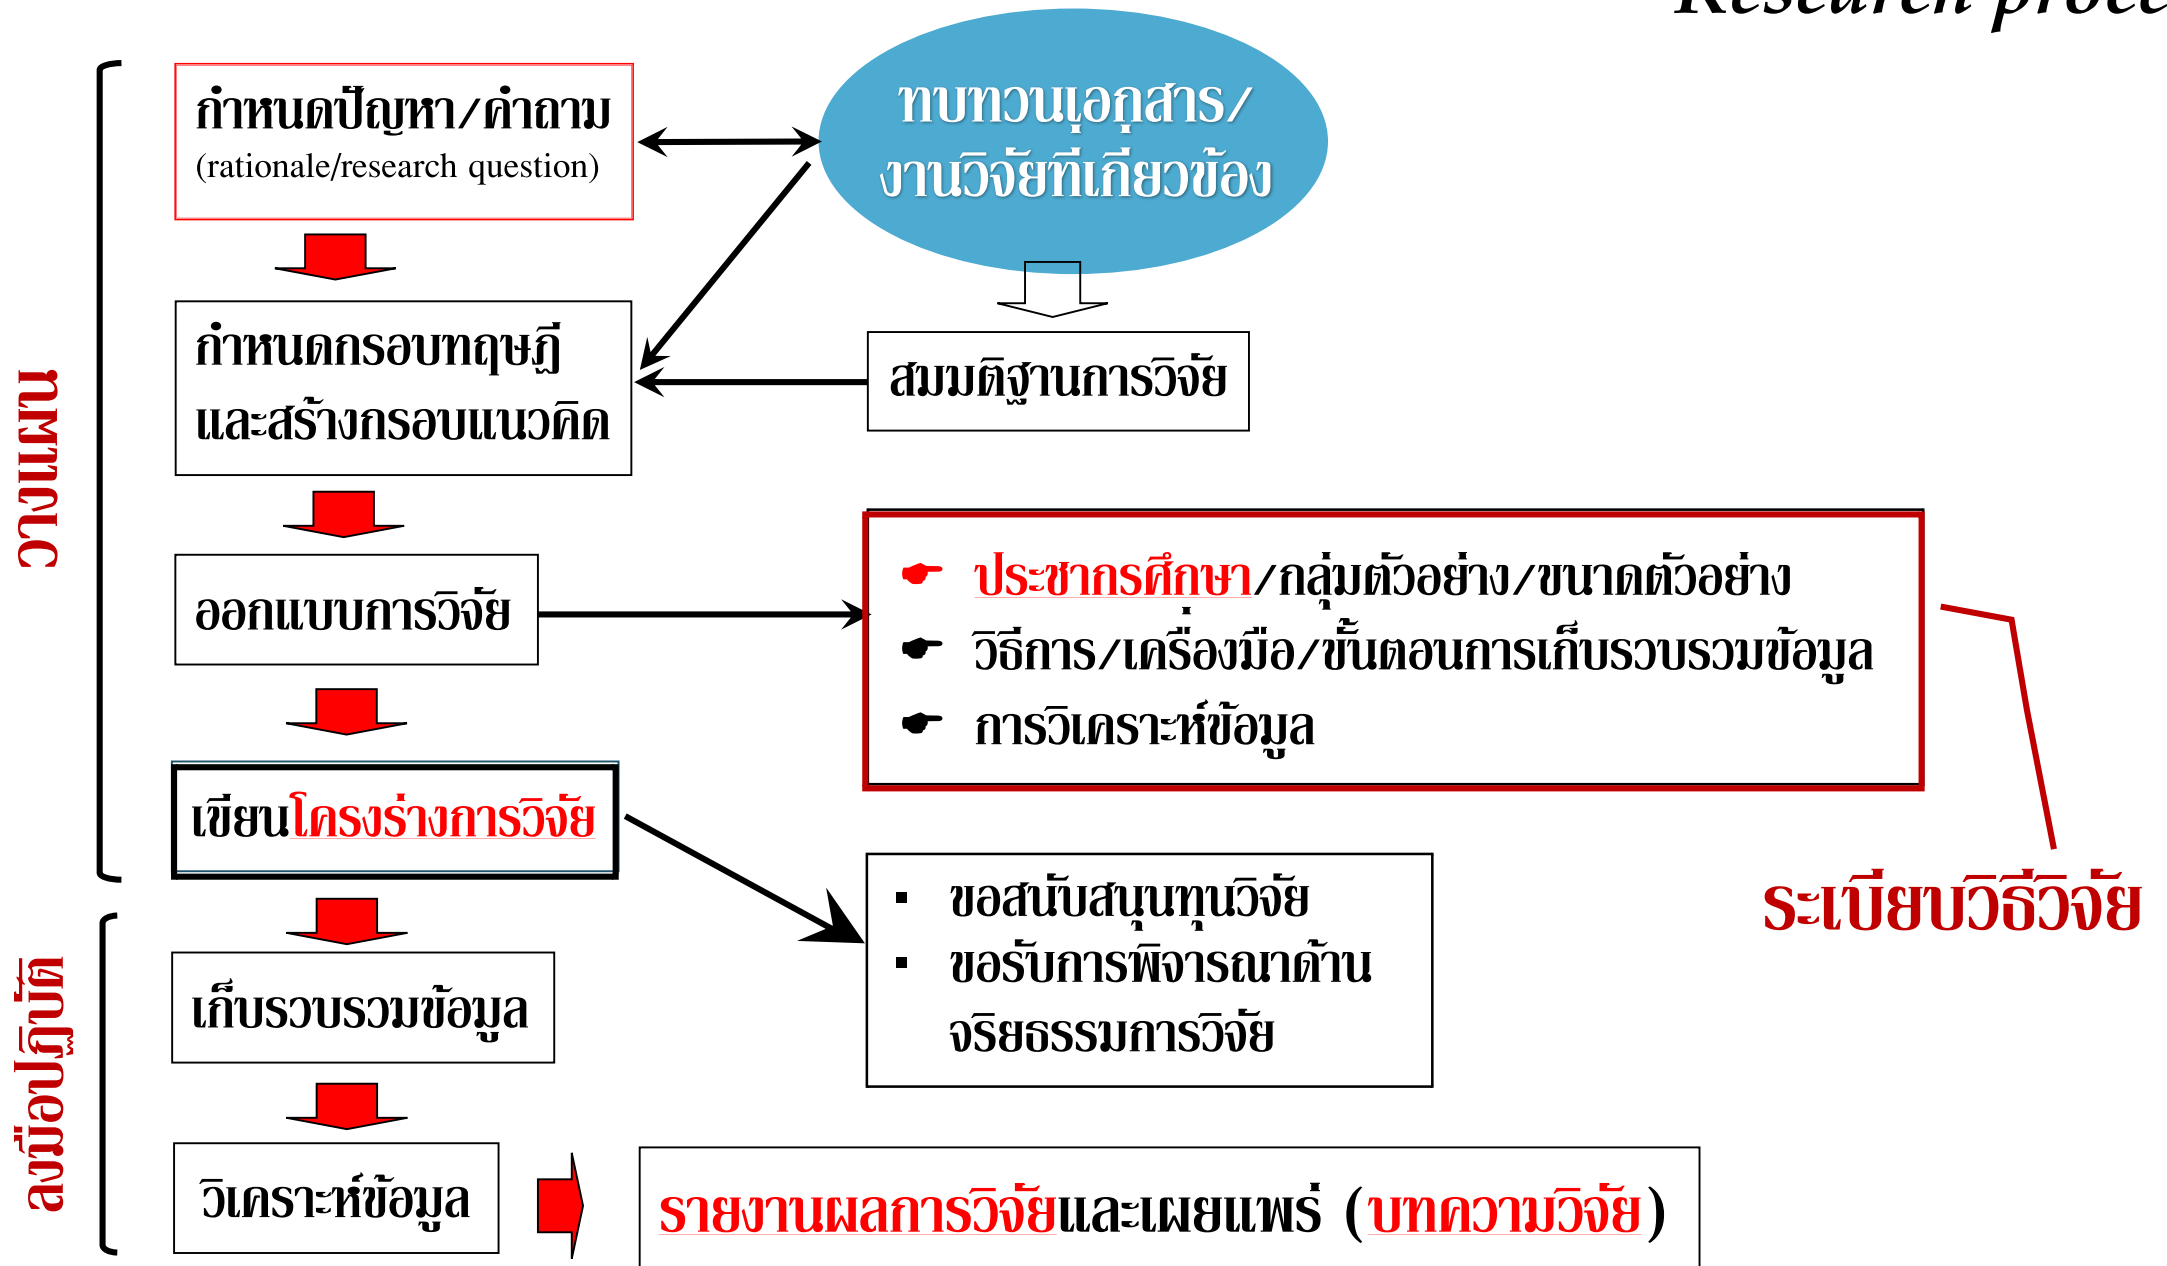 Research
กำหนดปัญหา/คำถาม
(rationale/research question)
ทบทวนเอกสาร/
งานวิจัยที่เกี่ยวข้อง
กำหนดกรอบทฤษฎี
และสร้างกรอบแนวคิด
สมมติฐานการวิจัย
วางแผน
ออกแบบการวิจัย
ประชากรศึกษา/กลุ่มตัวอย่าง/ขนาดตัวอย่าง
วิธีการ/เครื่องมือ/ขั้นตอนการเก็บรวบรวมข้อมูล
การวิเคราะห์ข้อมูล
เขียนโครงร่างการวิจัย
ระเบียบวิธีวิจัย
ขอสนับสนุนทุนวิจัย
ขอรับการพิจารณาด้าน
จริยธรรมการวิจัย
ลงมือปฏิบัติ
เก็บรวบรวมข้อมูล
วิเคราะห์ข้อมูล
รายงานผลการวิจัยและเผยแพร่ (บทความวิจัย)